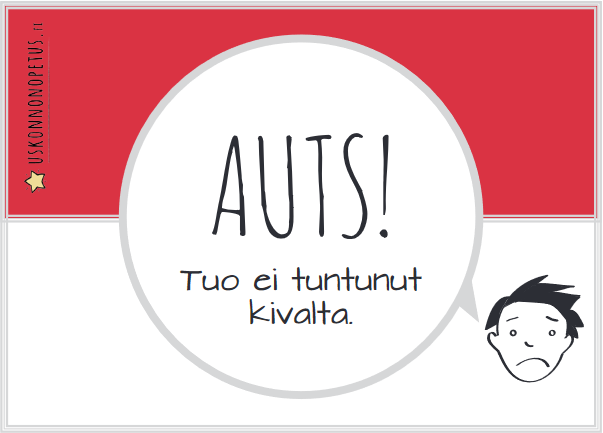 USKONNONOPETUS.FI
AUTS!
Tuo ei tuntunut
kivalta.